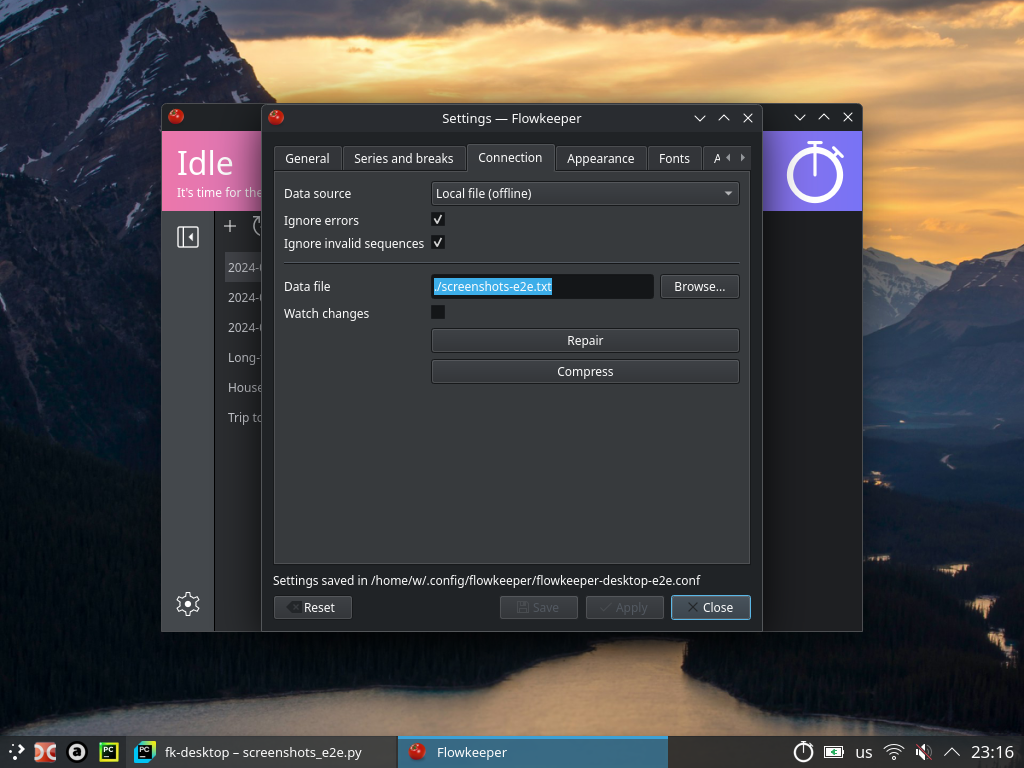 Settings — Flowkeeper
Idle
It's time for the
General
Series and breaks
Connection
Appearance
Fonts
A
Data source
Local file (offline)
Ignore errors
Ignore invalid sequences
Data file
./screenshots-e2e.txt
Browse...
Watch changes
Repair
Compress
2024-
2024-
2024-
Long-
House
Trip to
Settings saved in /home/w/.config/flowkeeper/flowkeeper-desktop-e2e.conf
Reset
Save
Apply
Close
PC
PC
fk-desktop – screenshots_e2e.py
Flowkeeper
us
23:16